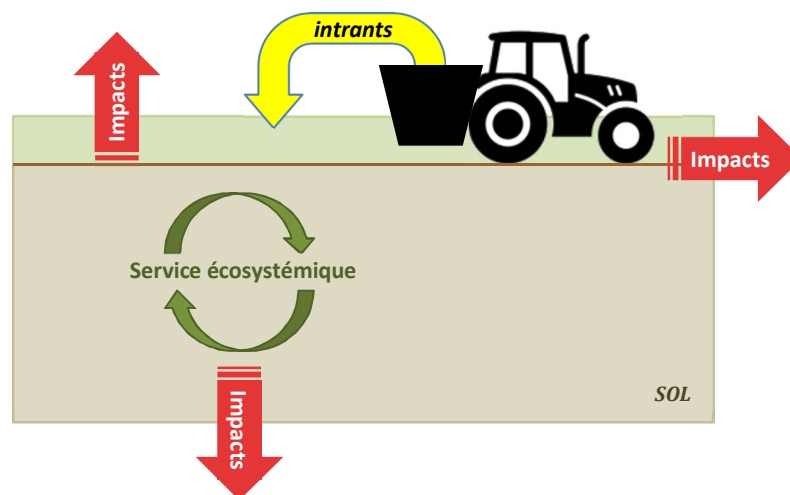 intrants
Impacts
Impacts
Service écosystémique
Impacts
SOL